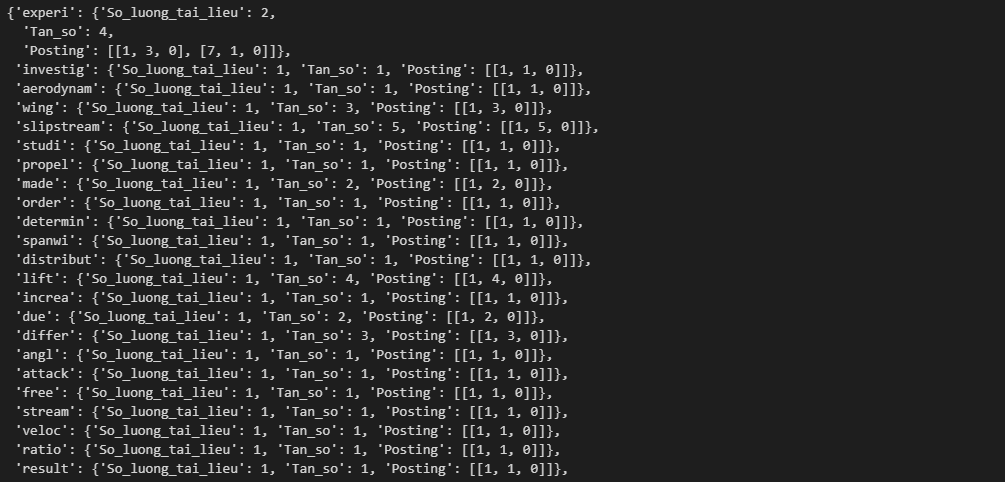 {'experi': {'So_luong_tai_lieu': 2,
  'Tan_so': 4,
  'Posting': [[1, 3, 0], [7, 1, 0]]},
 'investig': {'So_luong_tai_lieu': 1, 'Tan_so': 1, 'Posting': [[1, 1, 0]]},
 'aerodynam': {'So_luong_tai_lieu': 1, 'Tan_so': 1, 'Posting': [[1, 1, 0]]},
 'wing': {'So_luong_tai_lieu': 1, 'Tan_so': 3, 'Posting': [[1, 3, 0]]},
 'slipstream': {'So_luong_tai_lieu': 1, 'Tan_so': 5, 'Posting': [[1, 5, 0]]},
 'studi': {'So_luong_tai_lieu': 1, 'Tan_so': 1, 'Posting': [[1, 1, 0]]},
 'propel': {'So_luong_tai_lieu': 1, 'Tan_so': 1, 'Posting': [[1, 1, 0]]},
 'made': {'So_luong_tai_lieu': 1, 'Tan_so': 2, 'Posting': [[1, 2, 0]]},
 'order': {'So_luong_tai_lieu': 1, 'Tan_so': 1, 'Posting': [[1, 1, 0]]},
 'determin': {'So_luong_tai_lieu': 1, 'Tan_so': 1, 'Posting': [[1, 1, 0]]},
 'spanwi': {'So_luong_tai_lieu': 1, 'Tan_so': 1, 'Posting': [[1, 1, 0]]},
 'distribut': {'So_luong_tai_lieu': 1, 'Tan_so': 1, 'Posting': [[1, 1, 0]]},
 'lift': {'So_luong_tai_lieu': 1, 'Tan_so': 4, 'Posting': [[1, 4, 0]]},
 'increa': {'So_luong_tai_lieu': 1, 'Tan_so': 1, 'Posting': [[1, 1, 0]]},
 'due': {'So_luong_tai_lieu': 1, 'Tan_so': 2, 'Posting': [[1, 2, 0]]},
 'differ': {'So_luong_tai_lieu': 1, 'Tan_so': 3, 'Posting': [[1, 3, 0]]},
 'angl': {'So_luong_tai_lieu': 1, 'Tan_so': 1, 'Posting': [[1, 1, 0]]},
 'attack': {'So_luong_tai_lieu': 1, 'Tan_so': 1, 'Posting': [[1, 1, 0]]},
 'free': {'So_luong_tai_lieu': 1, 'Tan_so': 1, 'Posting': [[1, 1, 0]]},
 'stream': {'So_luong_tai_lieu': 1, 'Tan_so': 1, 'Posting': [[1, 1, 0]]},
 'veloc': {'So_luong_tai_lieu': 1, 'Tan_so': 1, 'Posting': [[1, 1, 0]]},
 'ratio': {'So_luong_tai_lieu': 1, 'Tan_so': 1, 'Posting': [[1, 1, 0]]},
 'result': {'So_luong_tai_lieu': 1, 'Tan_so': 1, 'Posting': [[1, 1, 0]]},